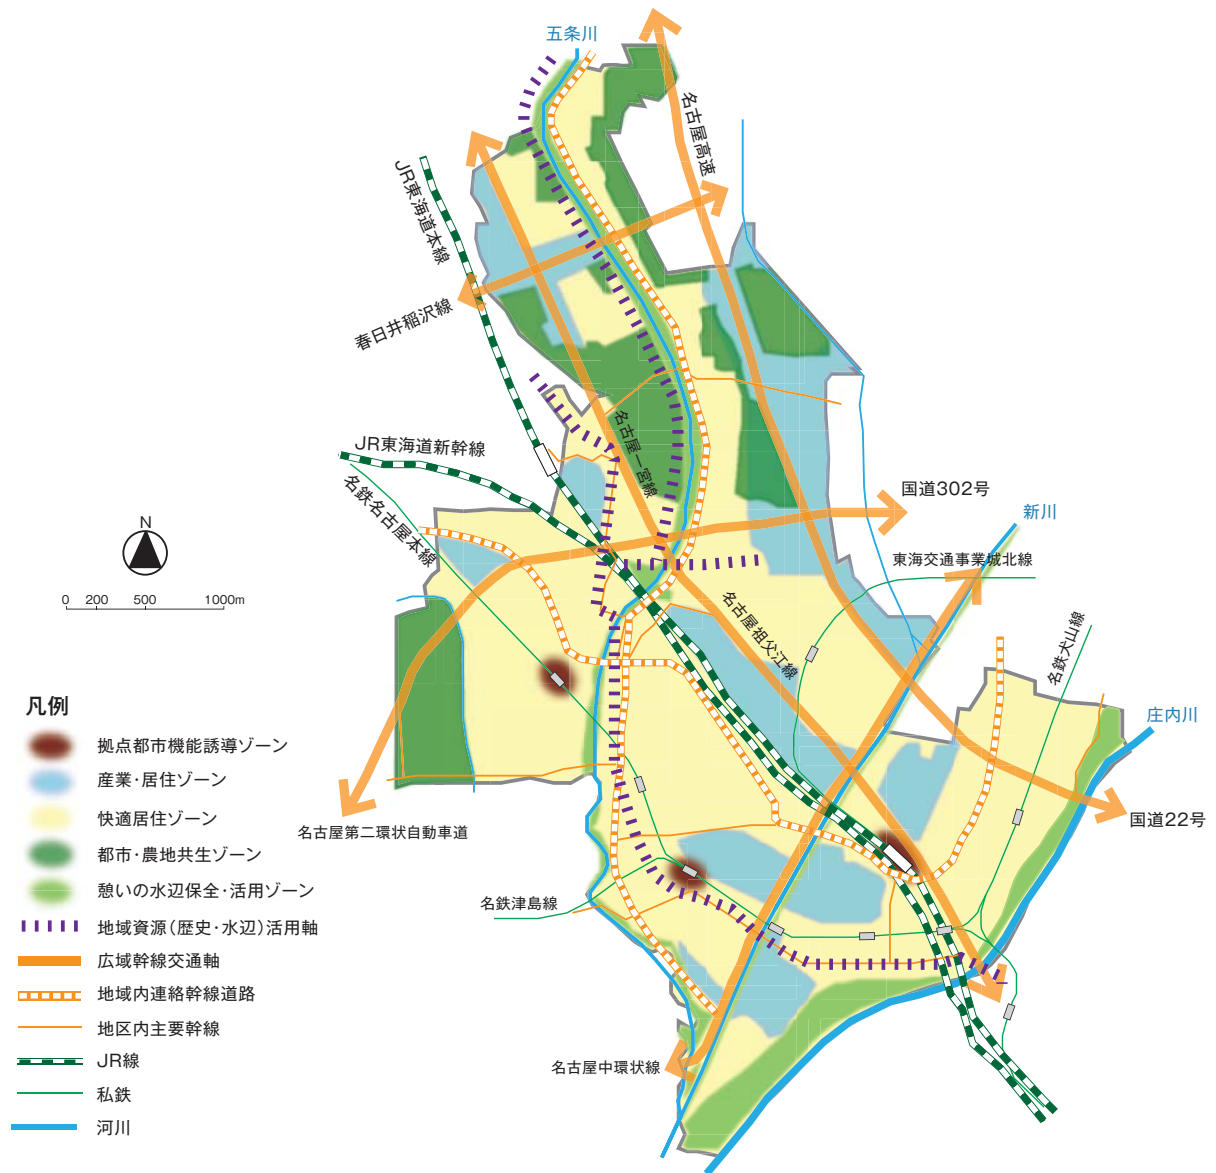 五条川
名古屋高速
JR東海道本線
春日井稲沢線
JR東海道新幹線
名古屋一宮線
名鉄名古屋本線
国道302号
新川
東海交通事業城北線
N
0 200 500 1000m
名古屋祖父江線
名鉄犬山線
庄内川
凡例
拠点都市機能誘導ゾーン
産業・居住ゾーン
快適居住ゾーン
都市・農地共生ゾーン
憩いの水辺保全・活用ゾーン
地域資源（歴史・水辺）活用軸
広域幹線交通軸
地域内連絡幹線道路
地区内主要幹線
JR線
私鉄
河川
名古屋第二環状自動車道
国道22号
名鉄津島線
名古屋中環状線